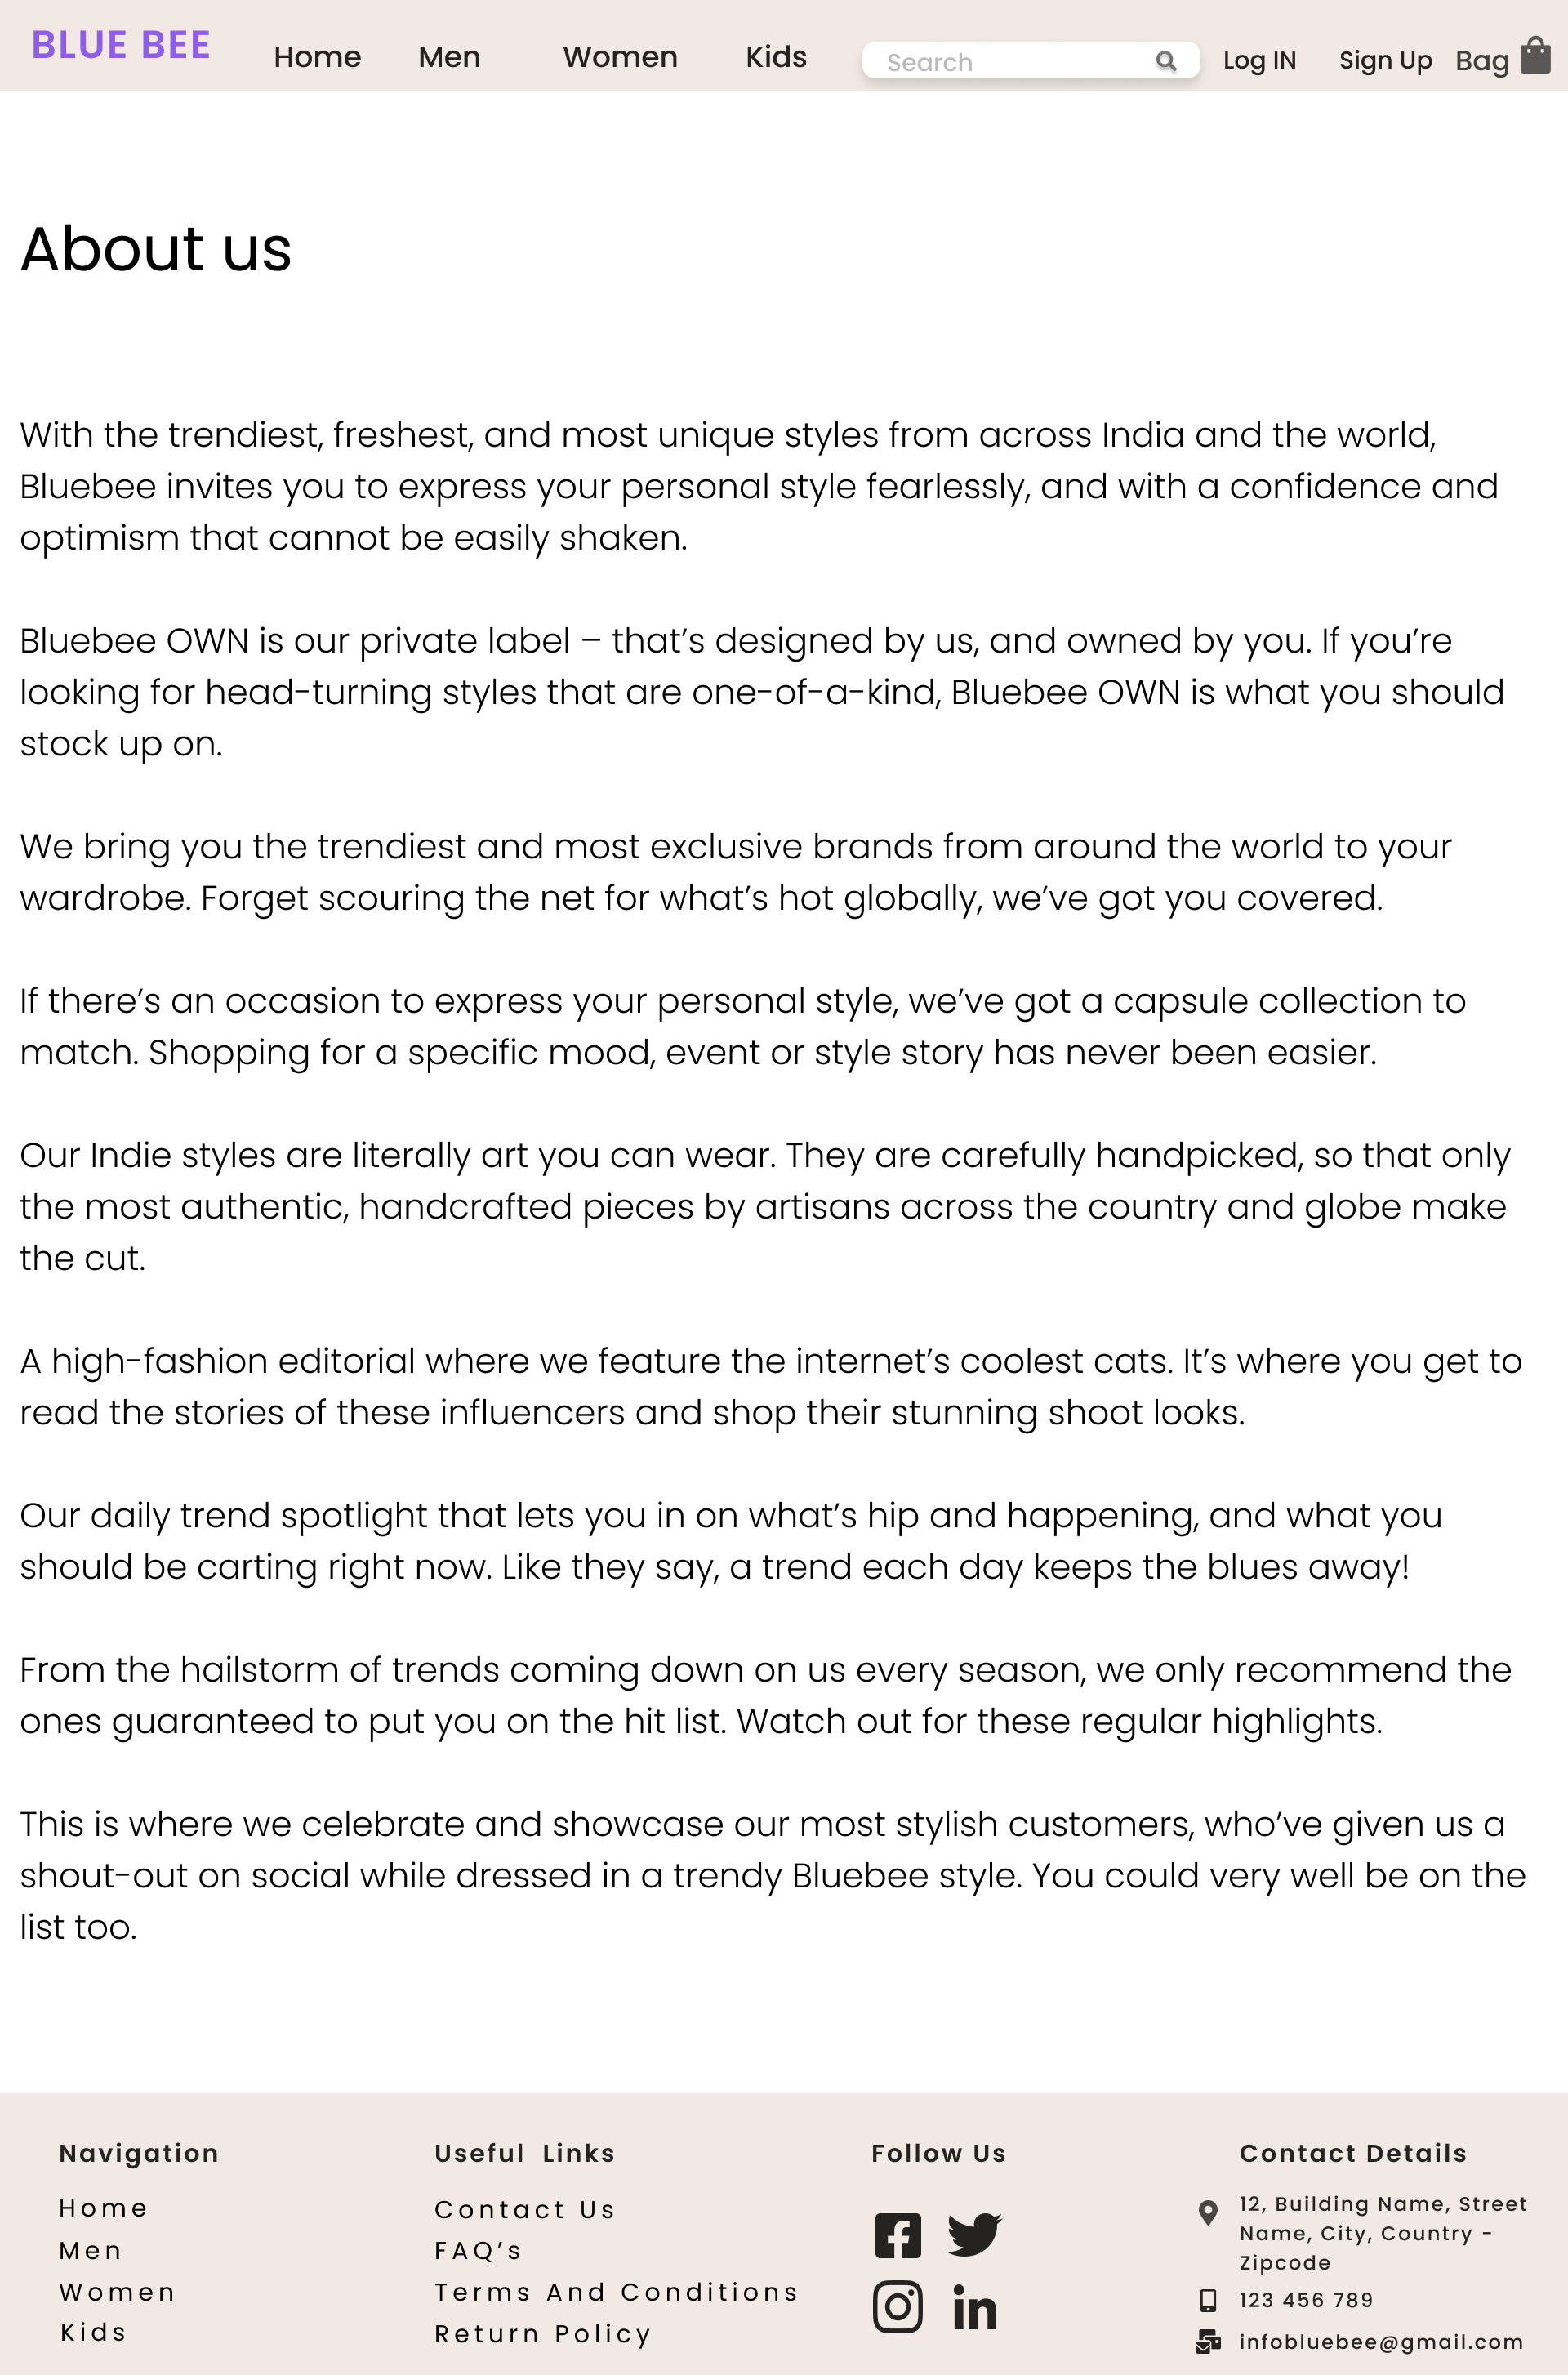 BLUE BEE Home Men Women Kids Search Log IN Sign Up Bag
About us
With the trendiest, freshest, and most unique styles from across India and the world,
Bluebee invites you to express your personal style fearlessly, and with a confidence and
optimism that cannot be easily shaken.
Bluebee OWN is our private label – that’s designed by us, and owned by you. If you’re
looking for head-turning styles that are one-of-a-kind, Bluebee OWN is what you should
stock up on.
We bring you the trendiest and most exclusive brands from around the world to your
wardrobe. Forget scouring the net for what’s hot globally, we’ve got you covered.
If there’s an occasion to express your personal style, we’ve got a capsule collection to
match. Shopping for a specific mood, event or style story has never been easier.
Our Indie styles are literally art you can wear. They are carefully handpicked, so that only
the most authentic, handcrafted pieces by artisans across the country and globe make
the cut.
A high-fashion editorial where we feature the internet’s coolest cats. It’s where you get to
read the stories of these influencers and shop their stunning shoot looks.
Our daily trend spotlight that lets you in on what’s hip and happening, and what you
should be carting right now. Like they say, a trend each day keeps the blues away!
From the hailstorm of trends coming down on us every season, we only recommend the
ones guaranteed to put you on the hit list. Watch out for these regular highlights.
This is where we celebrate and showcase our most stylish customers, who’ve given us a
shout-out on social while dressed in a trendy Bluebee style. You could very well be on the
list too.
Navigation
Home
Men
Women
Kids
Useful Links
Contact Us
FAQ’s
Terms And Conditions
Return Policy
Follow Us
Contact Details
12, Building Name, Street
Name, City, Country -
Zipcode
123 456 789
infobluebee@gmail.com